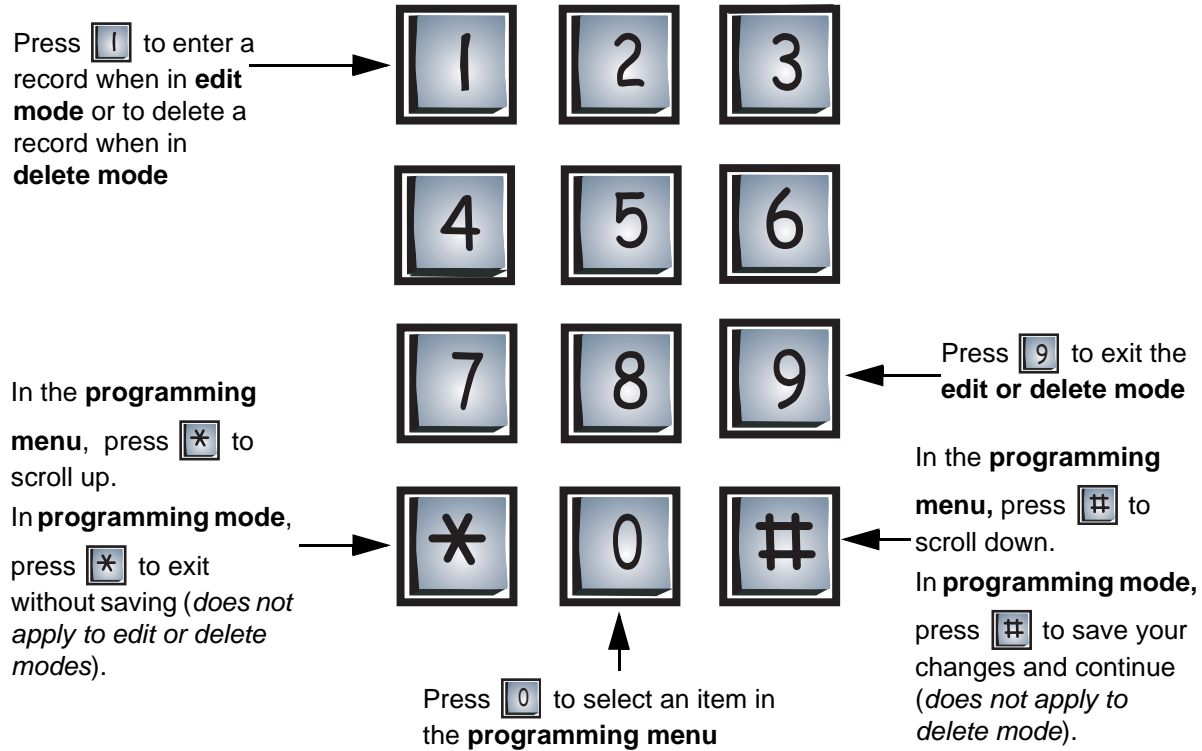 Press 1 to enter a
record when in edit
mode or to delete a
record when in
delete mode
1 2 3
4 5 6
7 8 9
Press 9 to exit the
edit or delete mode
In the programming
menu, press * to
scroll up.
In programming mode,
press * to exit
without saving (does not
apply to edit or delete
modes).
* 0 #
In the programming
menu, press # to
scroll down.
In programming mode,
press # to save your
changes and continue
(does not apply to
delete mode).
Press 0 to select an item in
the programming menu